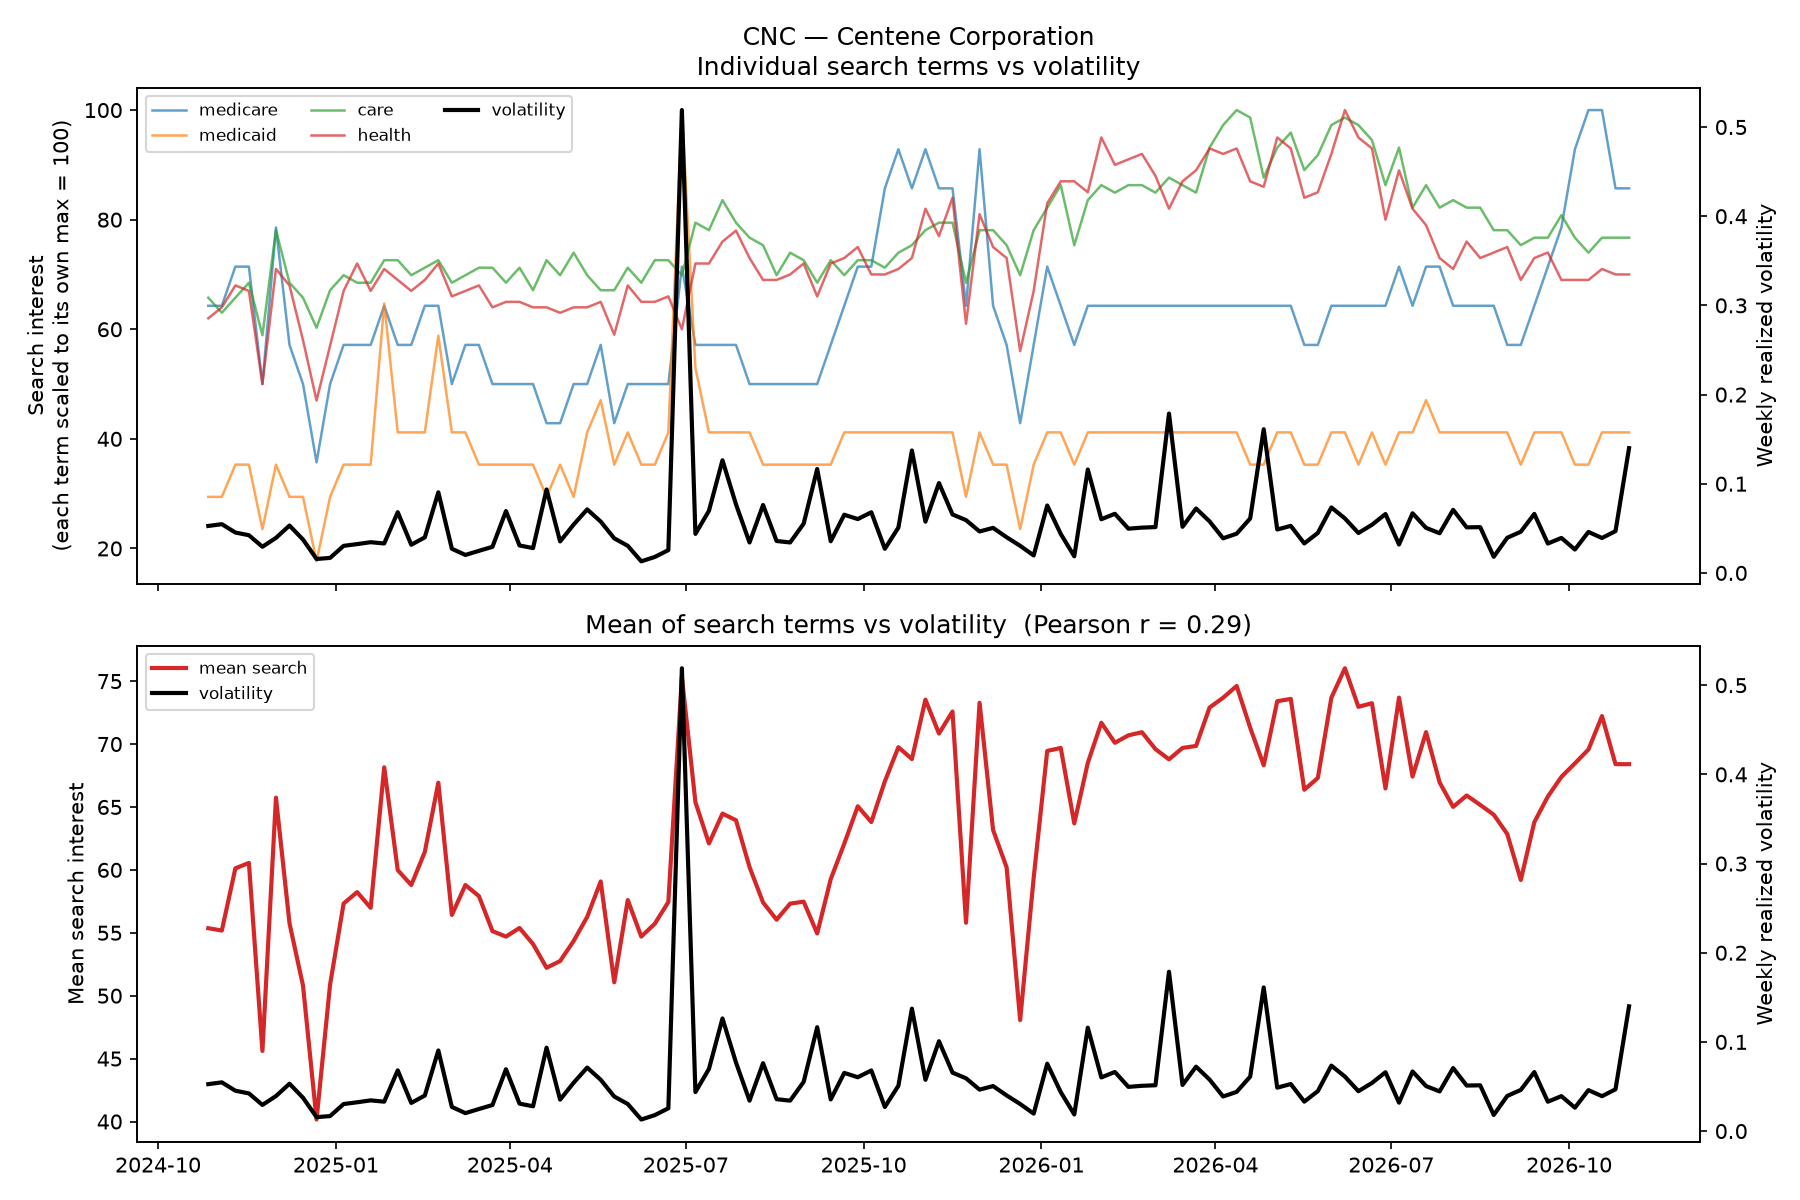 CNC — Centene Corporation
Individual search terms vs volatility
medicare
medicaid
care
health
volatility
Search interest
(each term scaled to its own max = 100)
100
80
60
40
20
0.5
0.4
0.3
0.2
0.1
0.0
Weekly realized volatility
Mean of search terms vs volatility (Pearson r = 0.29)
mean search
volatility
Mean search interest
75
70
65
60
55
50
45
40
0.5
0.4
0.3
0.2
0.1
0.0
Weekly realized volatility
2024-10
2025-01
2025-04
2025-07
2025-10
2026-01
2026-04
2026-07
2026-10